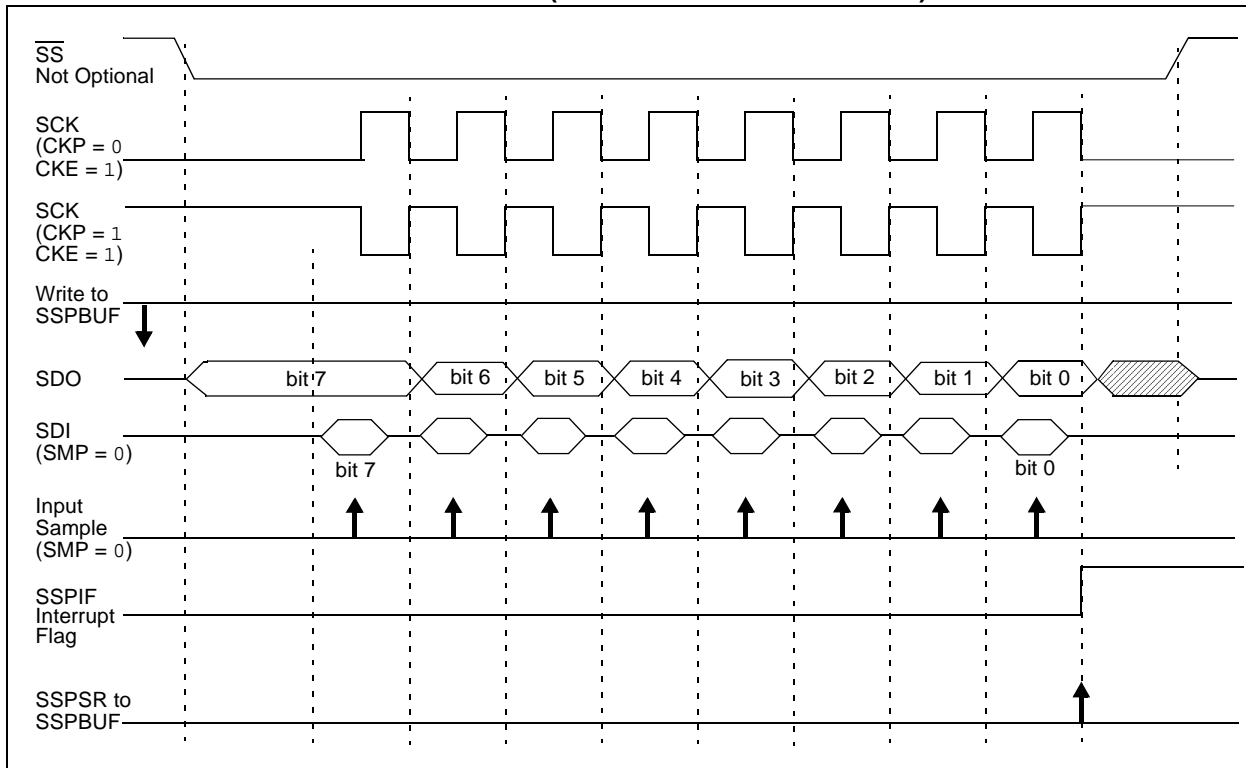 SS
Not Optional
SCK
(CKP = 0
CKE = 1)
SCK
(CKP = 1
CKE = 1)
Write to
SSPBUF
SDO
bit 7
bit 6
bit 5
bit 4
bit 3
bit 2
bit 1
bit 0
SDI
(SMP = 0)
bit 7
bit 0
Input
Sample
(SMP = 0)
SSPIF
Interrupt
Flag
SSPSR to
SSPBUF